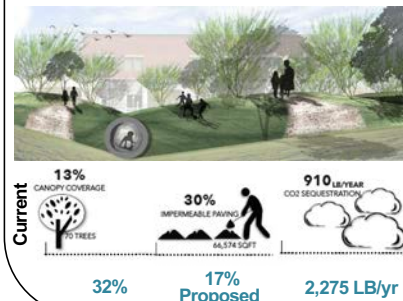 Current
13%
CANOPY COVERAGE
70 TREES
30%
IMPERMEABLE PAVING
66,574 SQFT
910 LB/YEAR
CO2 SEQUESTRATION
32%
17%
Proposed
2,275 LB/yr